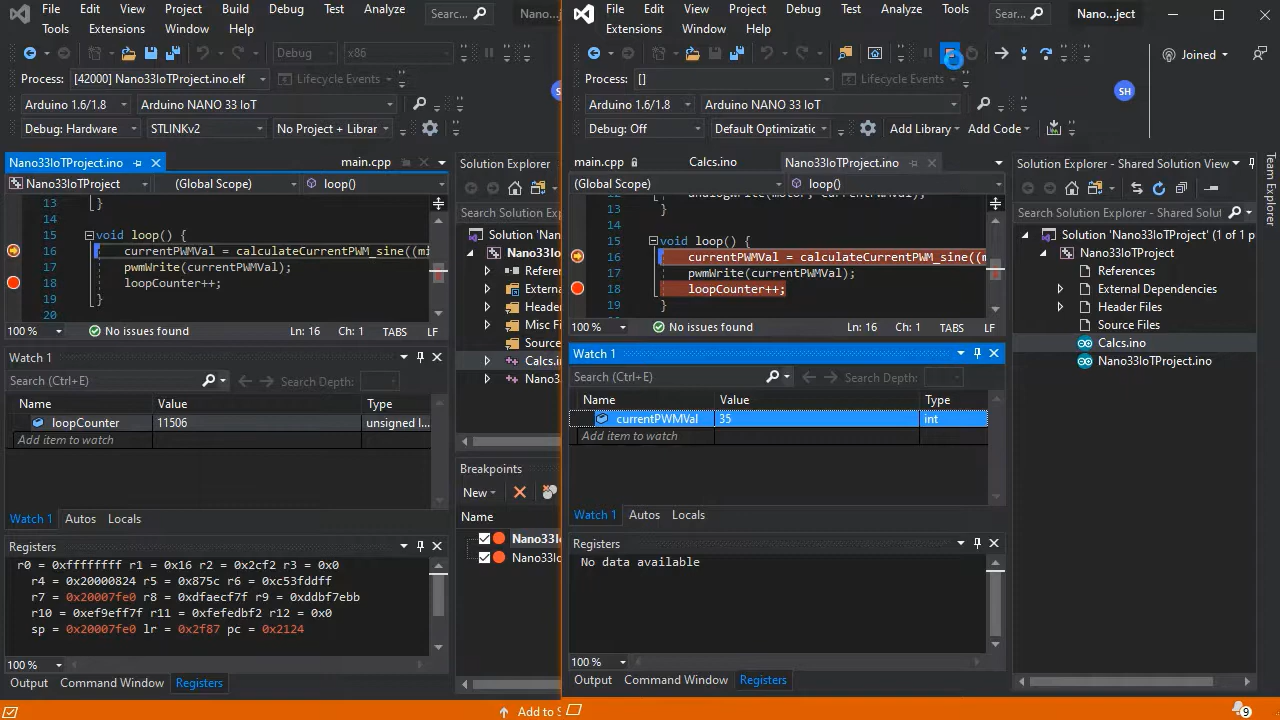 File Edit View Project Build Debug Test Analyze Searc...
Tools Extensions Window Help
Debug x86
Process: [42000] Nano33IoTProject.ino.elf Lifecycle Events
Arduino 1.6/1.8 Arduino NANO 33 IoT
Debug: Hardware STLINKv2 No Project + Librar
Nano33IoTProject.ino main.cpp
Nano33IoTProject (Global Scope) loop()
13 }
14
15 void loop() {
16 currentPWMVal = calculateCurrentPWM_sine((mi
17 pwmWrite(currentPWMVal);
18 loopCounter++;
19 }
20
100 % No issues found Ln: 16 Ch: 1 TABS LF
Watch 1
Search (Ctrl+E) Search Depth:
Name Value Type
loopCounter 11506 unsigned l...
Add item to watch
Watch 1 Autos Locals
Registers
r0 = 0xffffffff r1 = 0x16 r2 = 0x2cf2 r3 = 0x0
r4 = 0x20000824 r5 = 0x875c r6 = 0xc53fddff
r7 = 0x20007fe0 r8 = 0xdfaecf7f r9 = 0xddbf7ebb
r10 = 0xef9eff7f r11 = 0xfefedbf2 r12 = 0x0
sp = 0x20007fe0 lr = 0x2f87 pc = 0x2124
100 %
Output Command Window Registers
Add to S
Solution Explorer
Search Solution Exp
Solution 'Nan
Nano33Io
Refere
Extern
Header
Misc Fi
Source
Calcs.i
Nano3
Breakpoints
New
Name
Nano33Io
Nano33Io
File Edit View Project Debug Test Analyze Tools Sear... Nano...ject
Extensions Window Help
Joined
Process: [] Lifecycle Events
SH
Arduino 1.6/1.8 Arduino NANO 33 IoT
Debug: Off Default Optimizatic Add Library Add Code
main.cpp Calcs.ino Nano33IoTProject.ino
(Global Scope) loop()
13 }
14
15 void loop() {
16 currentPWMVal = calculateCurrentPWM_sine((m
17 pwmWrite(currentPWMVal);
18 loopCounter++;
19 }
100 % No issues found Ln: 16 Ch: 1 TABS LF
Watch 1
Search (Ctrl+E) Search Depth:
Name Value Type
currentPWMVal 35 int
Add item to watch
Watch 1 Autos Locals
Registers
No data available
100 %
Output Command Window Registers
Solution Explorer - Shared Solution View
Search Solution Explorer - Shared Solut
Solution 'Nano33IoTProject' (1 of 1 p
Nano33IoTProject
References
External Dependencies
Header Files
Source Files
Calcs.ino
Nano33IoTProject.ino
Team Explorer
9